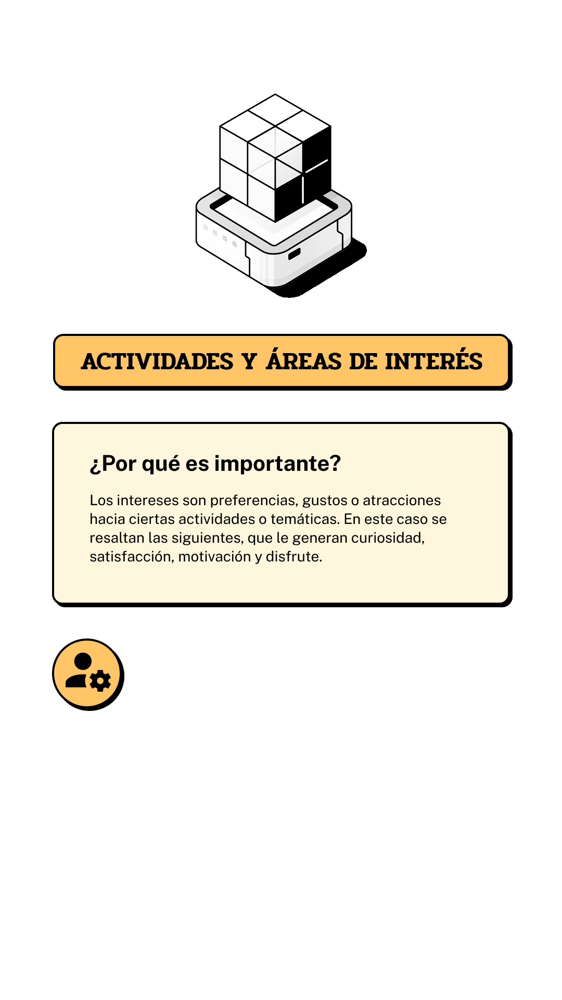 ACTIVIDADES Y ÁREAS DE INTERÉS
¿Por qué es importante?
Los intereses son preferencias, gustos o atracciones
hacia ciertas actividades o temáticas. En este caso se
resaltan las siguientes, que le generan curiosidad,
satisfacción, motivación y disfrute.